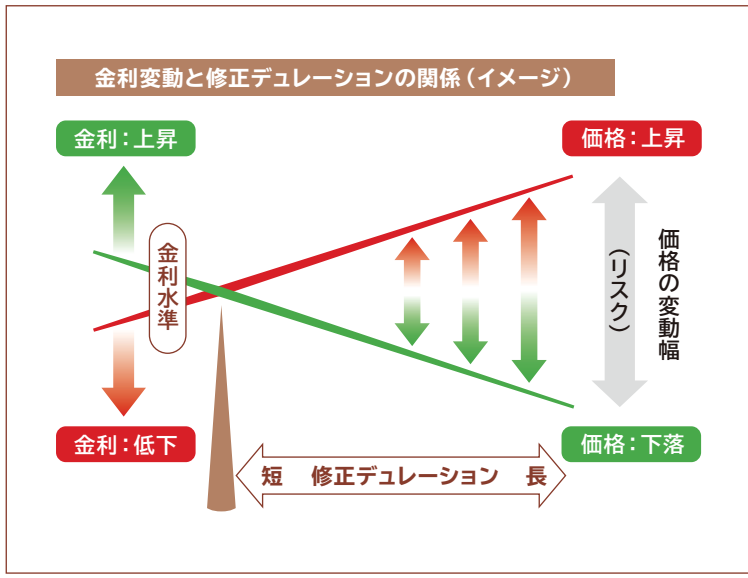 金利変動と修正デュレーションの関係（イメージ）
金利：上昇
価格：上昇
金利水準
価格の変動幅
（リスク）
金利：低下
価格：下落
短　修正デュレーション　長